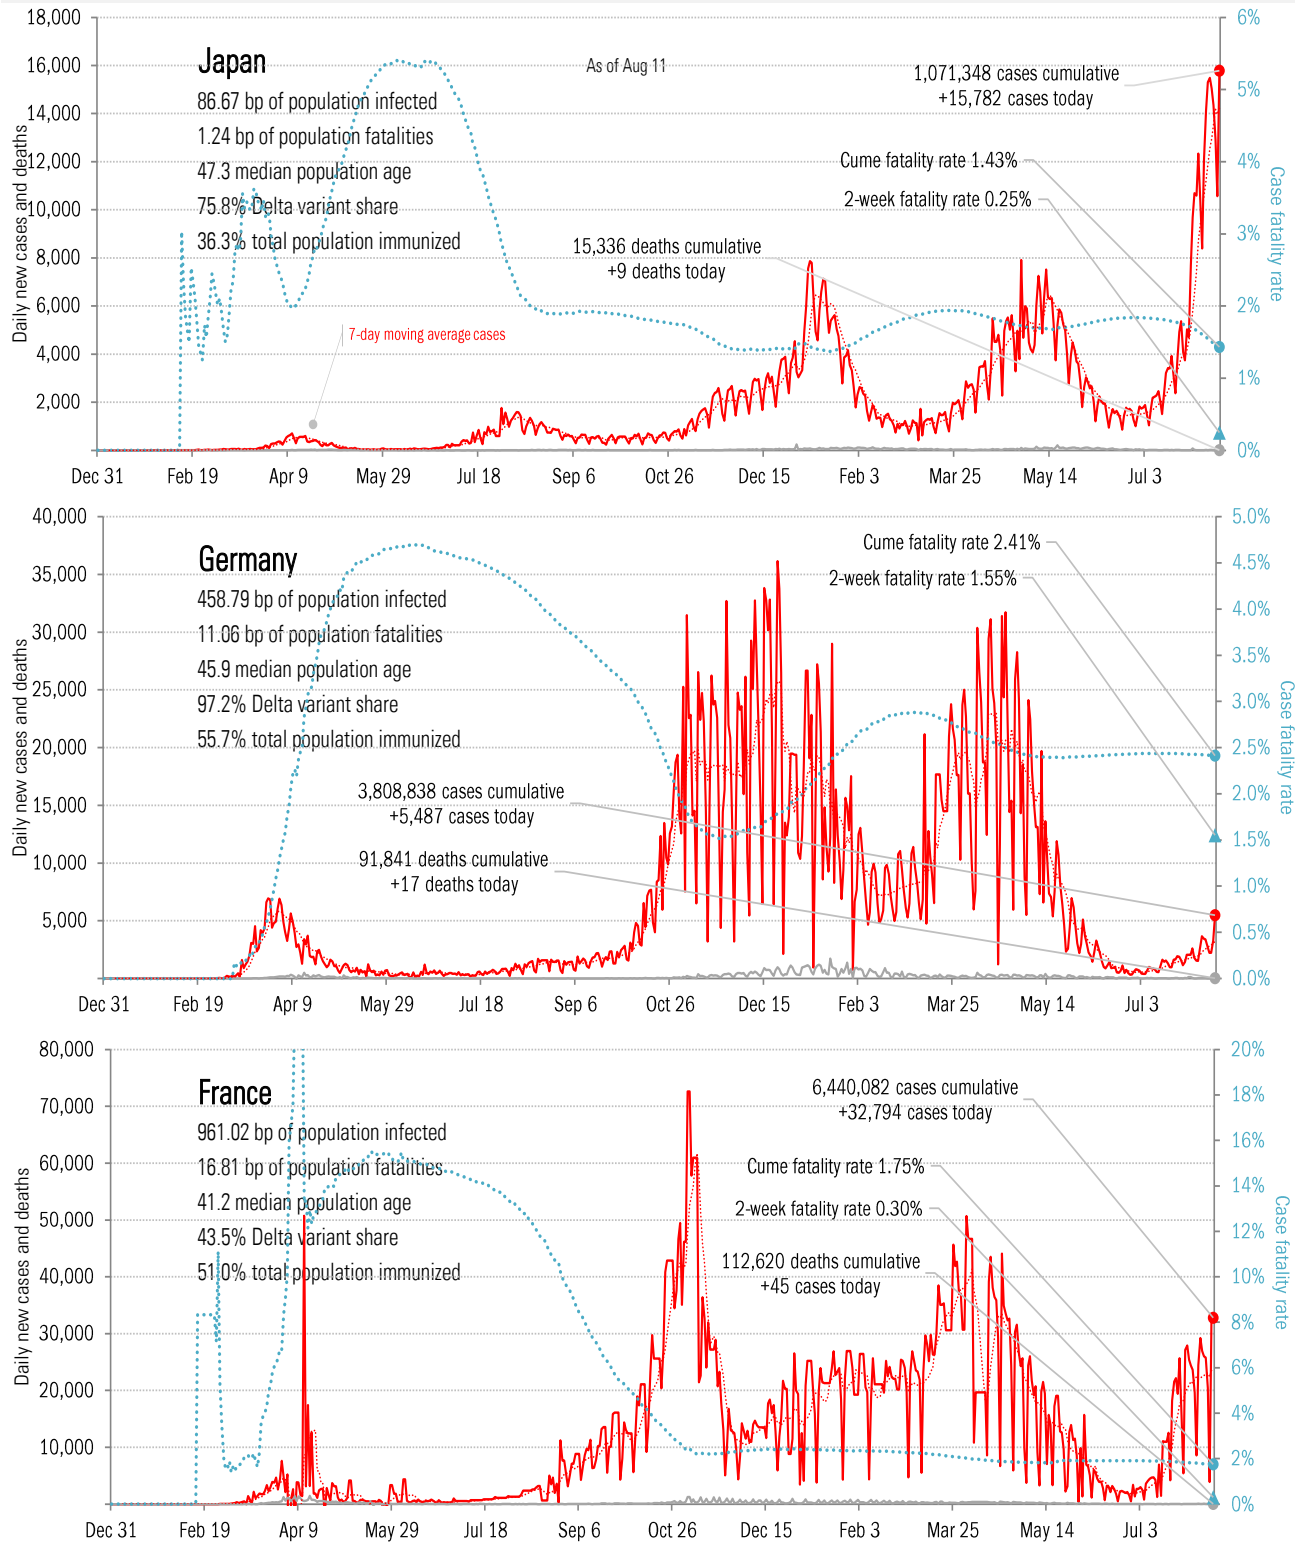 18,000
6%
Japan
As of Aug 11
16,000
1,071,348 cases cumulative
+15,782 cases today
5%
86.67 bp of population infected
14,000
1.24 bp of population fatalities
12,000
Cume fatality rate 1.43%
4%
47.3 median population age
2-week fatality rate 0.25%
10,000
75.8% Delta variant share
36.3% total population immunized
3%
8,000
15,336 deaths cumulative
+9 deaths today
6,000
2%
7-day moving average cases
4,000
1%
2,000
0%
Daily new cases and deaths
Case fatality rate
Dec 31 Feb 19 Apr 9 May 29 Jul 18 Sep 6 Oct 26 Dec 15 Feb 3 Mar 25 May 14 Jul 3
40,000
5.0%
Germany
Cume fatality rate 2.41%
35,000
4.5%
2-week fatality rate 1.55%
458.79 bp of population infected
4.0%
30,000
11.06 bp of population fatalities
3.5%
45.9 median population age
25,000
97.2% Delta variant share
3.0%
20,000
55.7% total population immunized
2.5%
3,808,838 cases cumulative
+5,487 cases today
2.0%
15,000
1.5%
91,841 deaths cumulative
+17 deaths today
10,000
1.0%
5,000
0.5%
0.0%
Daily new cases and deaths
Case fatality rate
Dec 31 Feb 19 Apr 9 May 29 Jul 18 Sep 6 Oct 26 Dec 15 Feb 3 Mar 25 May 14 Jul 3
80,000
20%
France
6,440,082 cases cumulative
+32,794 cases today
18%
70,000
961.02 bp of population infected
16%
60,000
16.81 bp of population fatalities
Cume fatality rate 1.75%
14%
41.2 median population age
2-week fatality rate 0.30%
50,000
12%
43.5% Delta variant share
112,620 deaths cumulative
+45 cases today
51.0% total population immunized
40,000
10%
30,000
8%
6%
20,000
4%
10,000
2%
0%
Daily new cases and deaths
Case fatality rate
Dec 31 Feb 19 Apr 9 May 29 Jul 18 Sep 6 Oct 26 Dec 15 Feb 3 Mar 25 May 14 Jul 3